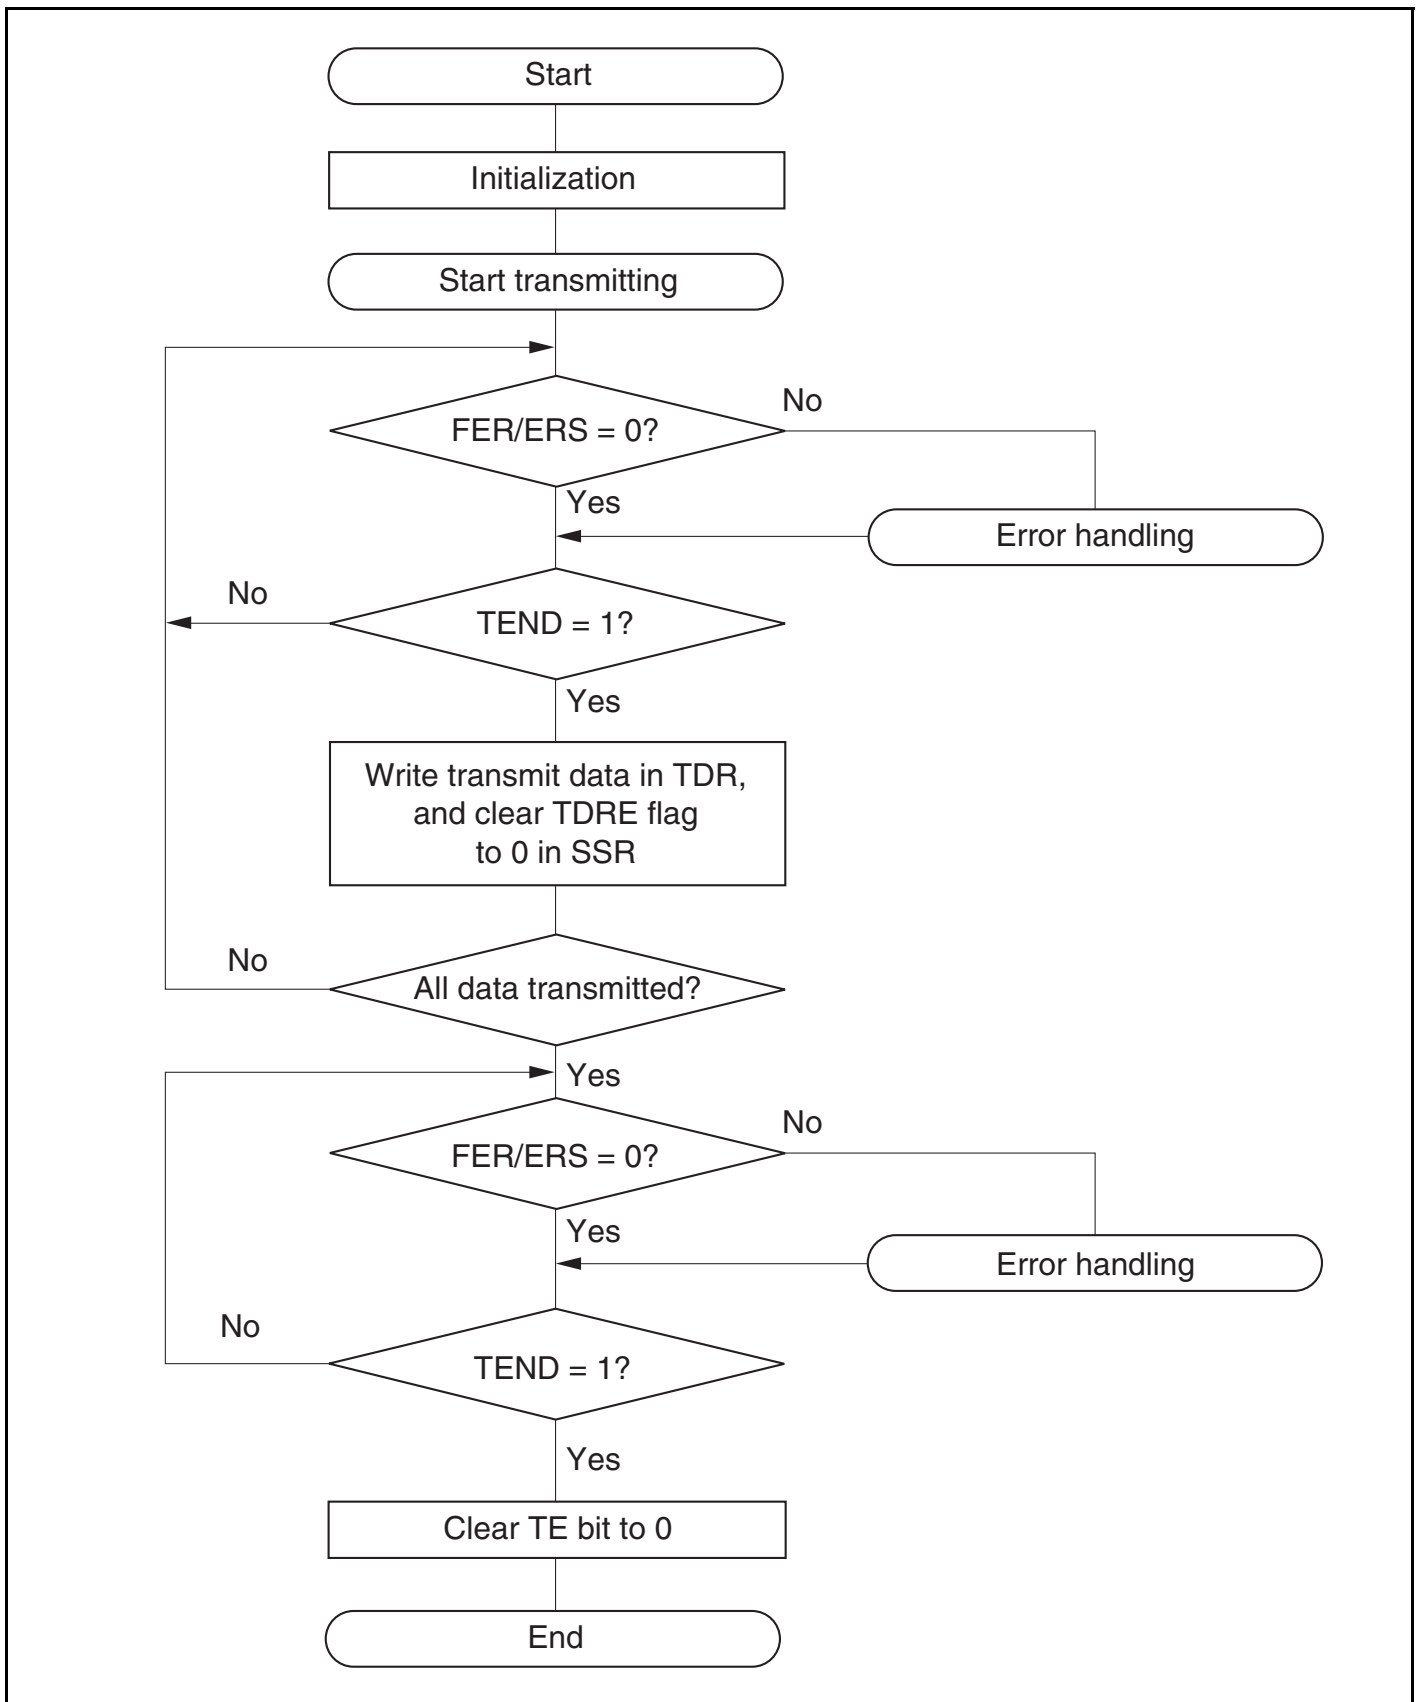 Start
Initialization
Start transmitting
No
FER/ERS = 0?
Yes
Error handling
No
TEND = 1?
Yes
Write transmit data in TDR,
and clear TDRE flag
to 0 in SSR
No
All data transmitted?
Yes
No
FER/ERS = 0?
Yes
Error handling
No
TEND = 1?
Yes
Clear TE bit to 0
End